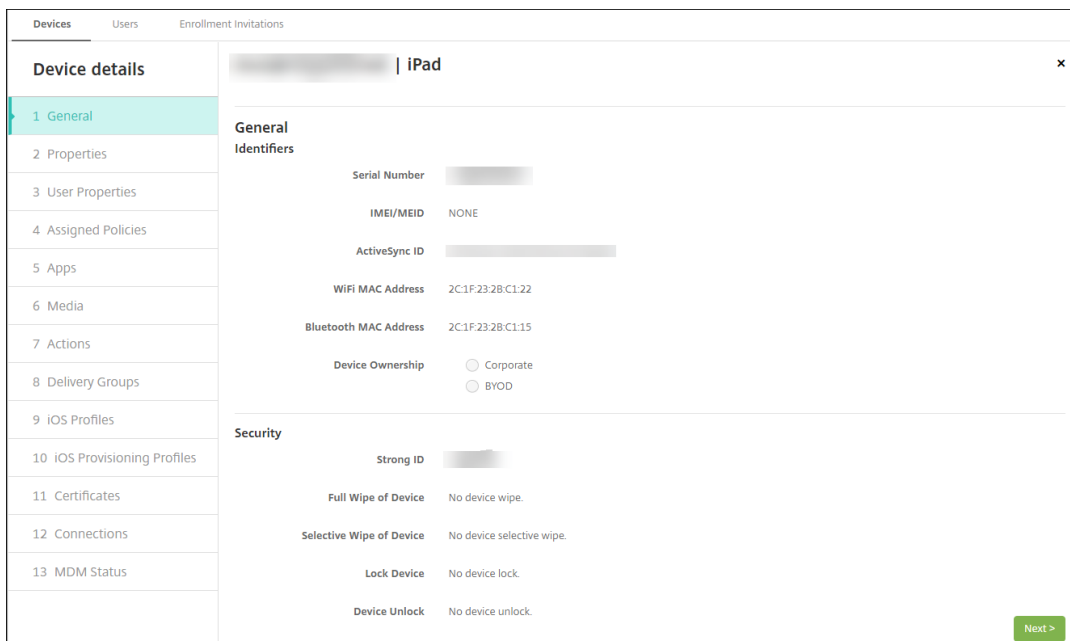 Devices Users Enrollment Invitations
Device details
1 General
2 Properties
3 User Properties
4 Assigned Policies
5 Apps
6 Media
7 Actions
8 Delivery Groups
9 iOS Profiles
10 iOS Provisioning Profiles
11 Certificates
12 Connections
13 MDM Status
| iPad
×
General
Identifiers
Serial Number
IMEI/MEID NONE
ActiveSync ID
WiFi MAC Address 2C:1F:23:2B:C1:22
Bluetooth MAC Address 2C:1F:23:2B:C1:15
Device Ownership Corporate
BYOD
Security
Strong ID
Full Wipe of Device No device wipe.
Selective Wipe of Device No device selective wipe.
Lock Device No device lock.
Device Unlock No device unlock.
Next >